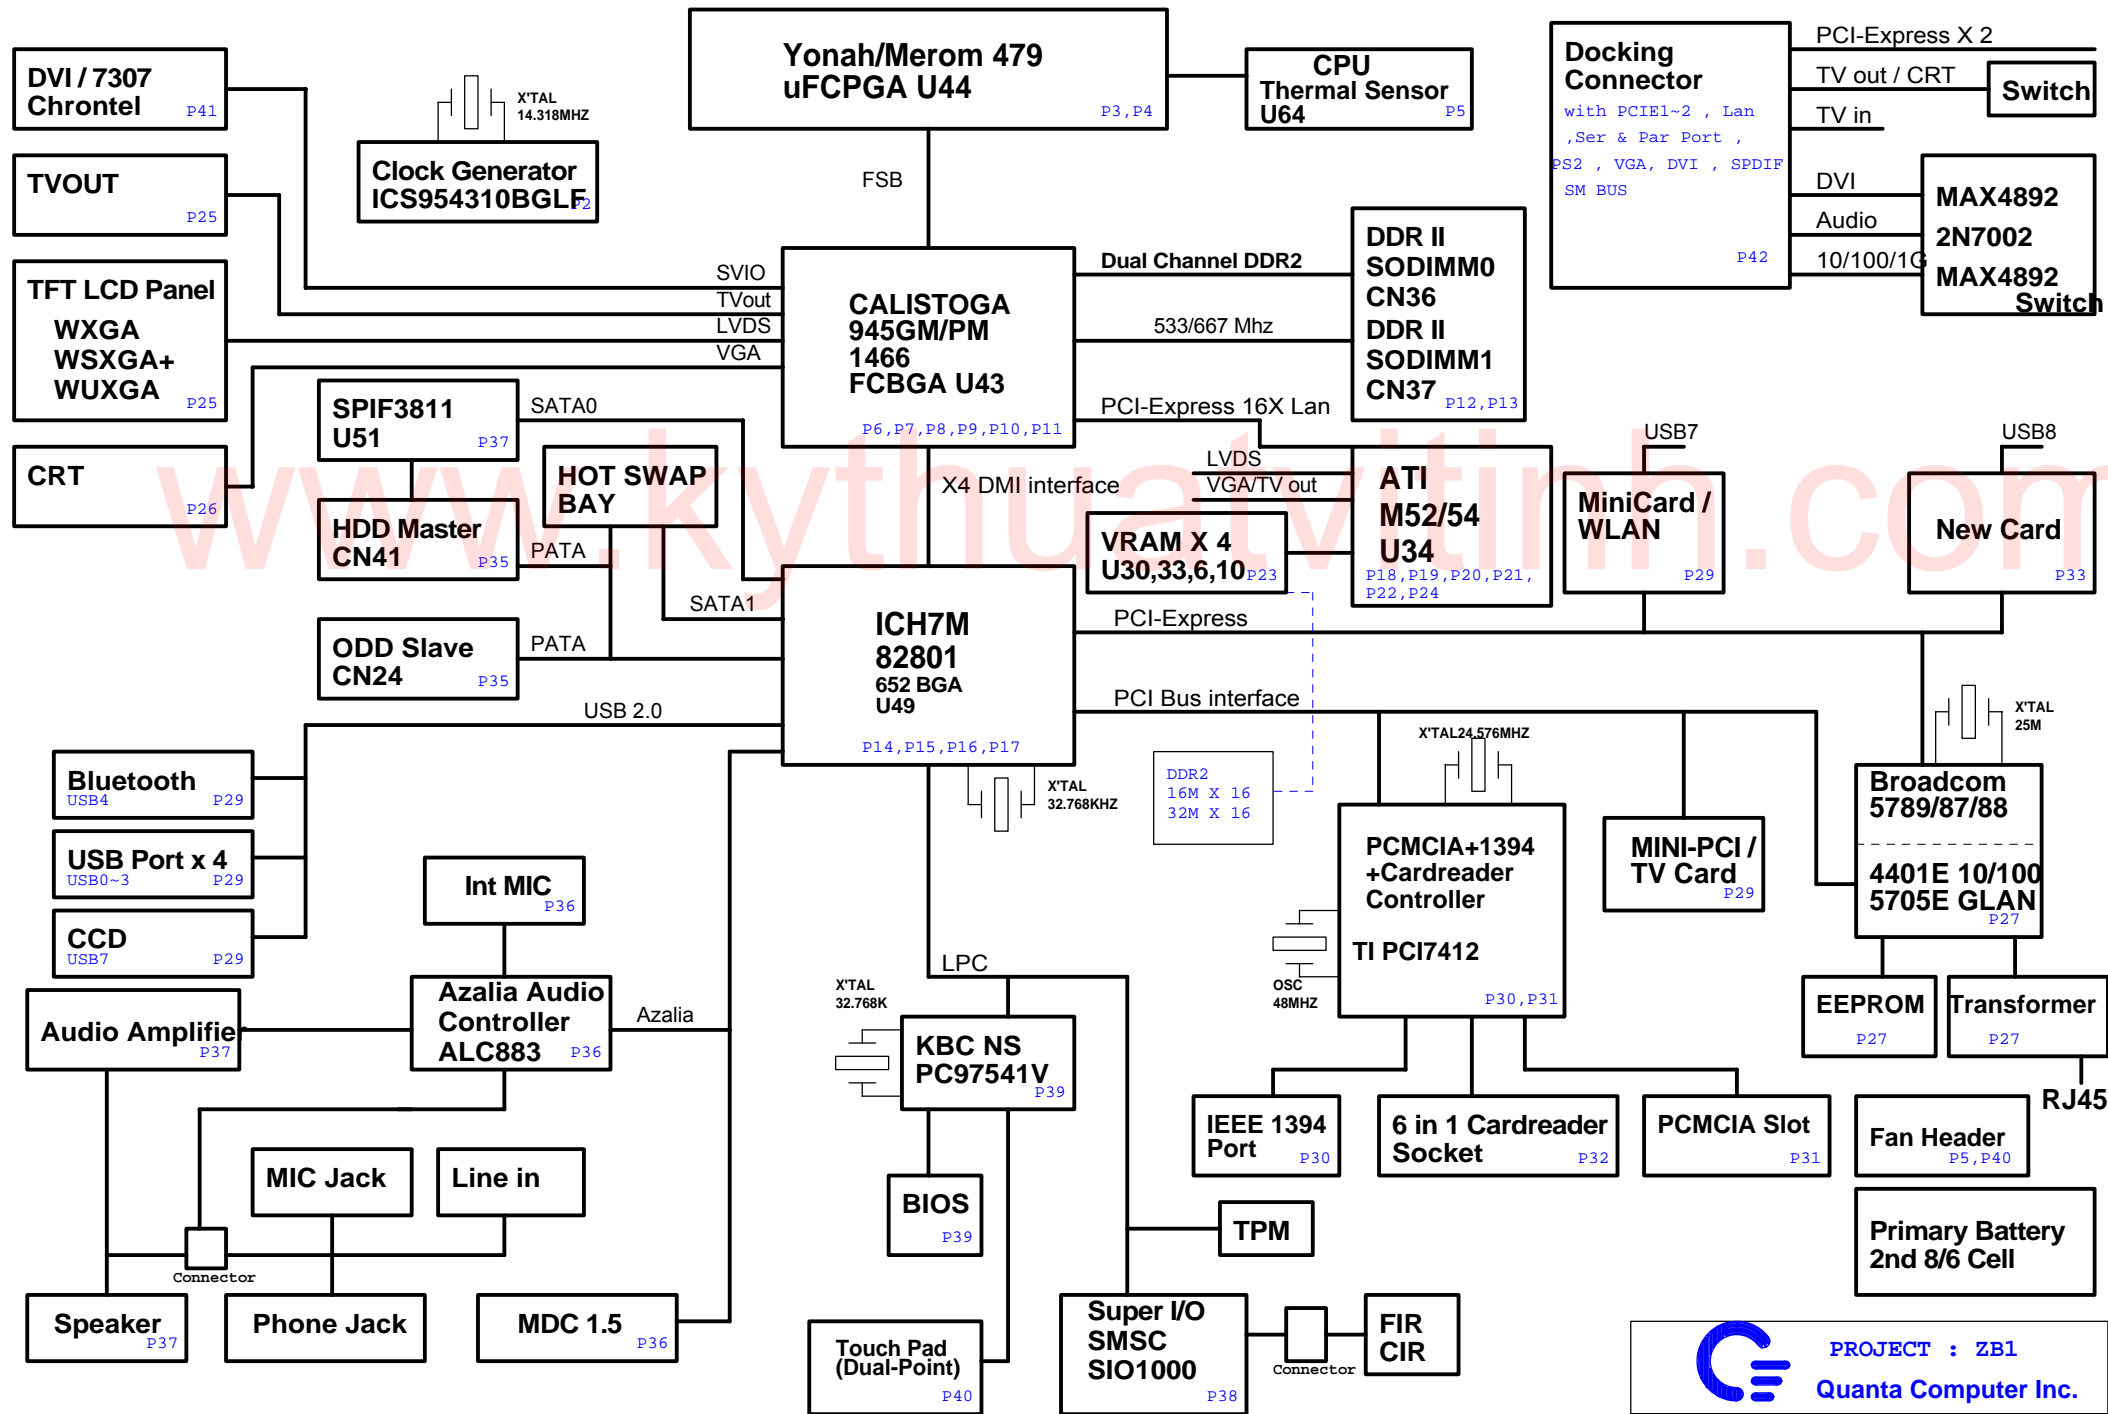 DVI / 7307
Chrontel
P41
X'TAL
14.318MHZ
Clock Generator
ICS954310BGLF
P2
Yonah/Merom 479
uFCPGA U44
P3,P4
CPU
Thermal Sensor
U64
P5
Docking
Connector
with PCIE1~2 , Lan
,Ser & Par Port ,
PS2 , VGA, DVI , SPDIF
SM BUS
P42
PCI-Express X 2
TV out / CRT
Switch
TV in
DVI
Audio
10/100/1G
MAX4892
2N7002
MAX4892
Switch
TVOUT
P25
FSB
TFT LCD Panel
WXGA
WSXGA+
WUXGA
P25
SVIO
TVout
LVDS
VGA
CALISTOGA
945GM/PM
1466
FCBGA U43
P6,P7,P8,P9,P10,P11
Dual Channel DDR2
533/667 Mhz
PCI-Express 16X Lan
DDR II
SODIMM0
CN36
DDR II
SODIMM1
CN37
P12,P13
CRT
P26
SPIF3811
U51
P37
SATA0
HOT SWAP
BAY
HDD Master
CN41
P35
PATA
SATA1
ODD Slave
CN24
P35
PATA
X4 DMI interface
LVDS
VGA/TV out
ATI
M52/54
U34
P18,P19,P20,P21,
P22,P24
VRAM X 4
U30,33,6,10
P23
USB7
MiniCard /
WLAN
P29
USB8
New Card
P33
www.kythuatvitinh.com
ICH7M
82801
652 BGA
U49
P14,P15,P16,P17
PCI-Express
PCI Bus interface
USB 2.0
X'TAL
32.768KHZ
DDR2
16M X 16
32M X 16
X'TAL24.576MHZ
X'TAL
25M
Bluetooth
USB4
P29
USB Port x 4
USB0~3
P29
CCD
USB7
P29
Int MIC
P36
PCMCIA+1394
+Cardreader
Controller
TI PCI7412
P30,P31
OSC
48MHZ
MINI-PCI /
TV Card
P29
Broadcom
5789/87/88
4401E 10/100
5705E GLAN
P27
Audio Amplifier
P37
Azalia Audio
Controller
ALC883
P36
Azalia
LPC
X'TAL
32.768K
KBC NS
PC97541V
P39
EEPROM
P27
Transformer
P27
RJ45
IEEE 1394
Port
P30
6 in 1 Cardreader
Socket
P32
PCMCIA Slot
P31
Fan Header
P5,P40
MIC Jack
Line in
Connector
BIOS
P39
TPM
Primary Battery
2nd 8/6 Cell
Speaker
P37
Phone Jack
MDC 1.5
P36
Touch Pad
(Dual-Point)
P40
Super I/O
SMSC
SIO1000
P38
Connector
FIR
CIR
PROJECT : ZB1
Quanta Computer Inc.